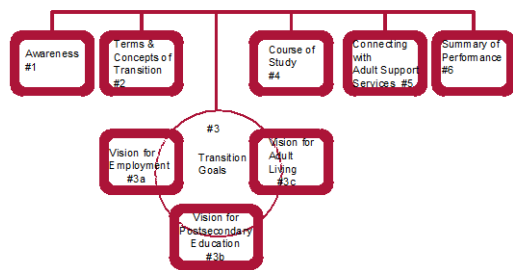 Awareness
#1
Terms &
Concepts of
Transition
#2
Course of
Study
#4
Connecting
with
Adult Support
Services #5
Summary of
Performance
#6
#3
Transition
Goals
Vision for
Employment
#3a
Vision for
Adult
Living
#3c
Vision for
Postsecondary
Education
#3b